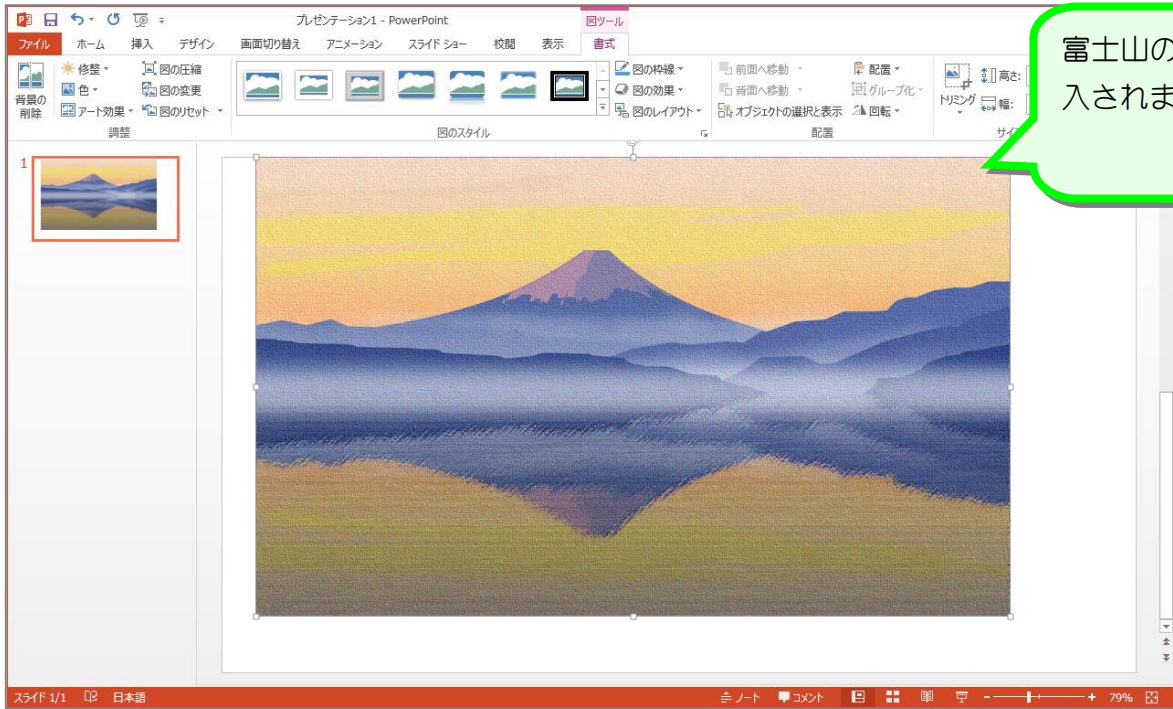 プレゼンテーション1 - PowerPoint
図ツール
ファイル ホーム 挿入 デザイン 画面切り替え アニメーション スライド ショー 校閲 表示 書式
修整 図の圧縮 図の枠線 前面へ移動 配置 高さ:
背景の削除 色 図の変更 図の効果 背面へ移動 グループ化 トリミング 幅:
アート効果 図のリセット 図のレイアウト オブジェクトの選択と表示 回転
調整 図のスタイル 配置 サイ
富士山の
入されま
1
スライド 1/1 日本語 ノート コメント 79%